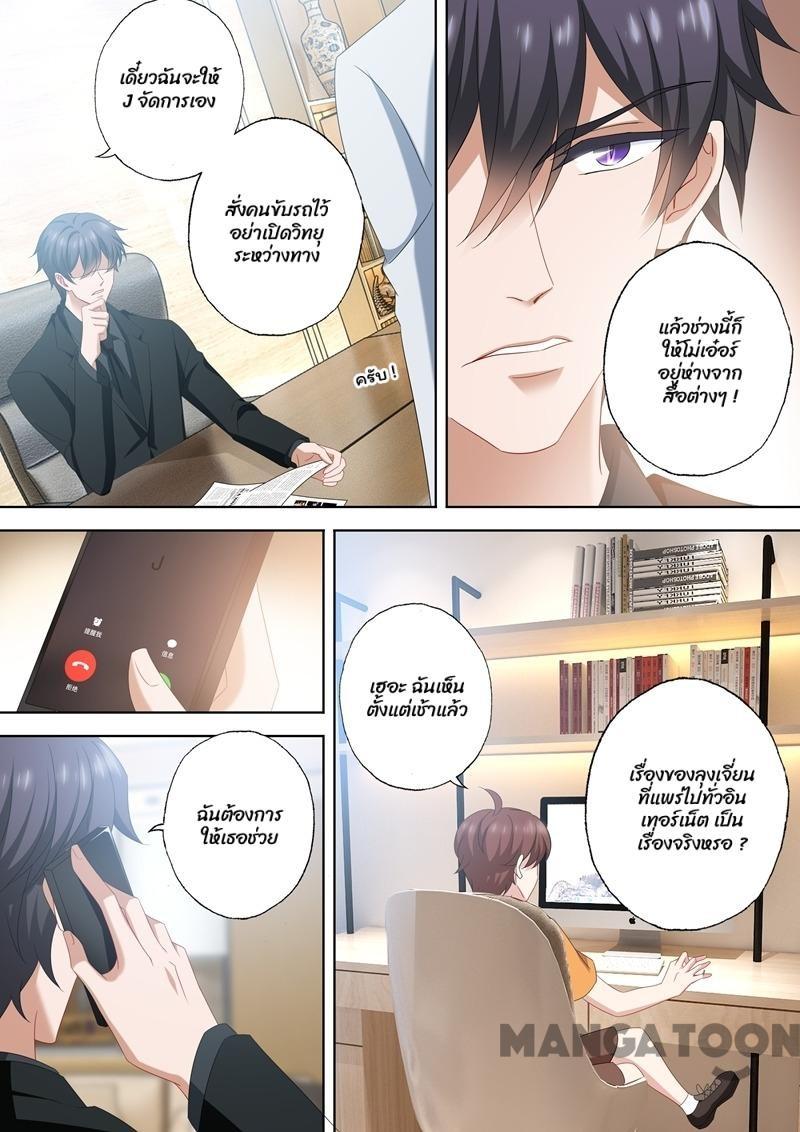 เดี๋ยวฉันจะให้
J จัดการเอง
สั่งคนขับรถไว้
อย่าเปิดวิทยุ
ระหว่างทาง
ครับ !
แล้วช่วงนี้ก็
ให้โม่เอ๋อร์
อยู่ห่างจาก
สื่อต่างๆ !
J
提醒我
信息
拒绝
ฉันต้องการ
ให้เธอช่วย
เฮอะ ฉันเห็น
ตั้งแต่เช้าแล้ว
เรื่องของลุงเจี่ยน
ที่แพร่ไปทั่วอิน
เทอร์เน็ต เป็น
เรื่องจริงหรอ ?
MANGATOON